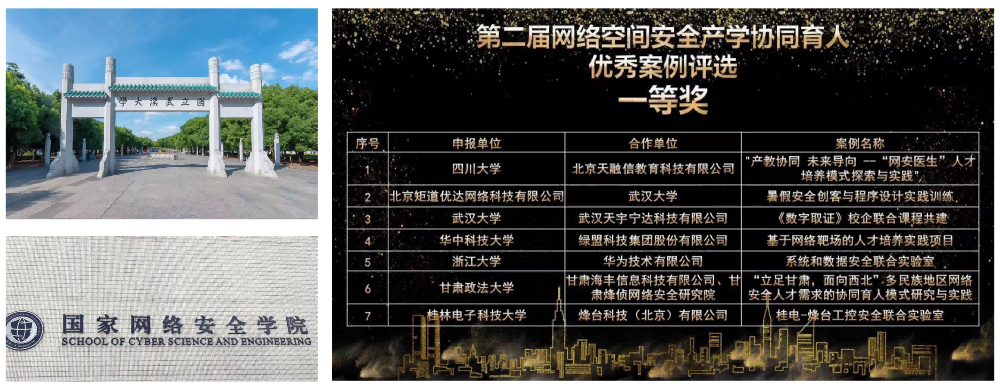 學大漢武立國
国家网络安全学院
SCHOOL OF CYBER SCIENCE AND ENGINEERING
第二届网络空间安全产学协同育人
优秀案例评选
一等奖
序号 申报单位 合作单位 案例名称
1 四川大学 北京天融信教育科技有限公司 "产教协同 未来导向 —“网安医生”人才
培养模式探索与实践"
2 北京矩道优达网络科技有限公司 武汉大学 暑假安全创客与程序设计实践训练
3 武汉大学 武汉天宇宁达科技有限公司 《数字取证》校企联合课程共建
4 华中科技大学 绿盟科技集团股份有限公司 基于网络靶场的人才培养实践项目
5 浙江大学 华为技术有限公司 系统和数据安全联合实验室
6 甘肃政法大学 甘肃海丰信息科技有限公司、甘
肃烽侦网络安全研究院 “立足甘肃，面向西北”多民族地区网络
安全人才需求的协同育人模式研究与实践
7 桂林电子科技大学 烽台科技（北京）有限公司 桂电-烽台工控安全联合实验室